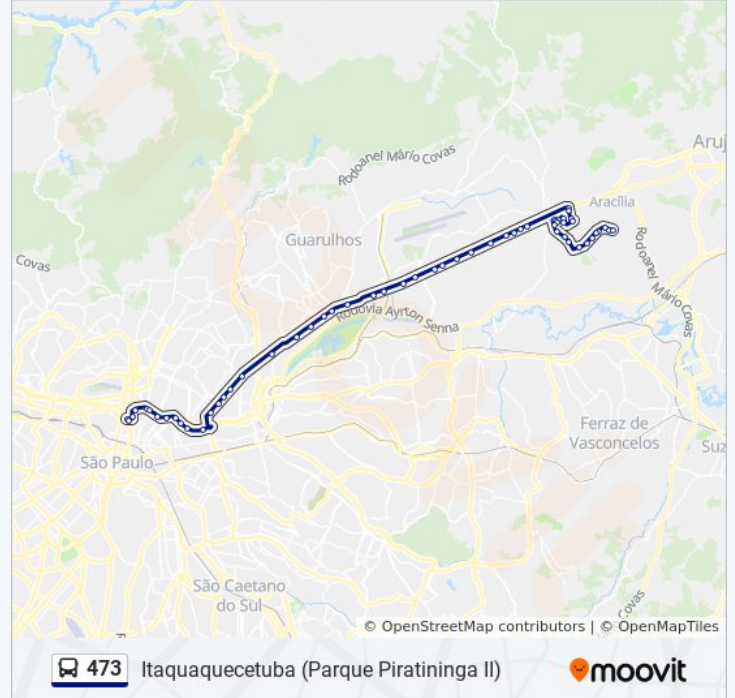 Aruj
Rodoanel Mário Covas
Aracília
Guarulhos
Rodoanel Mário Covas
Covas
Rodovia Ayrton Senna
Ferraz de
Vasconcelos
São Paulo
Suz
São Caetano
do Sul
Covas
© OpenStreetMap contributors | © OpenMapTiles
473 Itaquaquecetuba (Parque Piratininga II) moovit